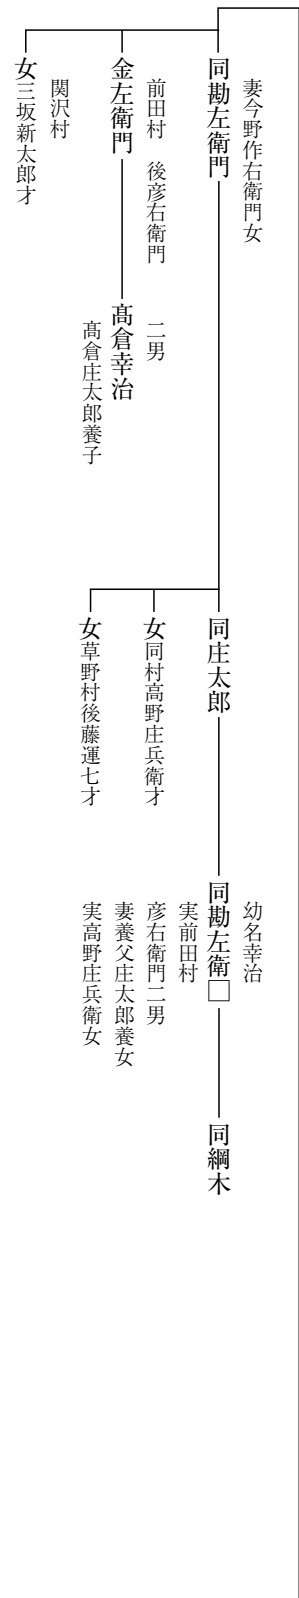 妻今野作右衛門女
同勘左衛門
前田村　後彦右衛門
金左衛門
関沢村
女三坂新太郎才
二男
髙倉幸治
髙倉庄太郎養子
同庄太郎
女同村高野庄兵衛才
女草野村後藤運七才
幼名幸治
同勘左衛□
実前田村
彦右衛門二男
妻養父庄太郎養女
実高野庄兵衛女
同綱木